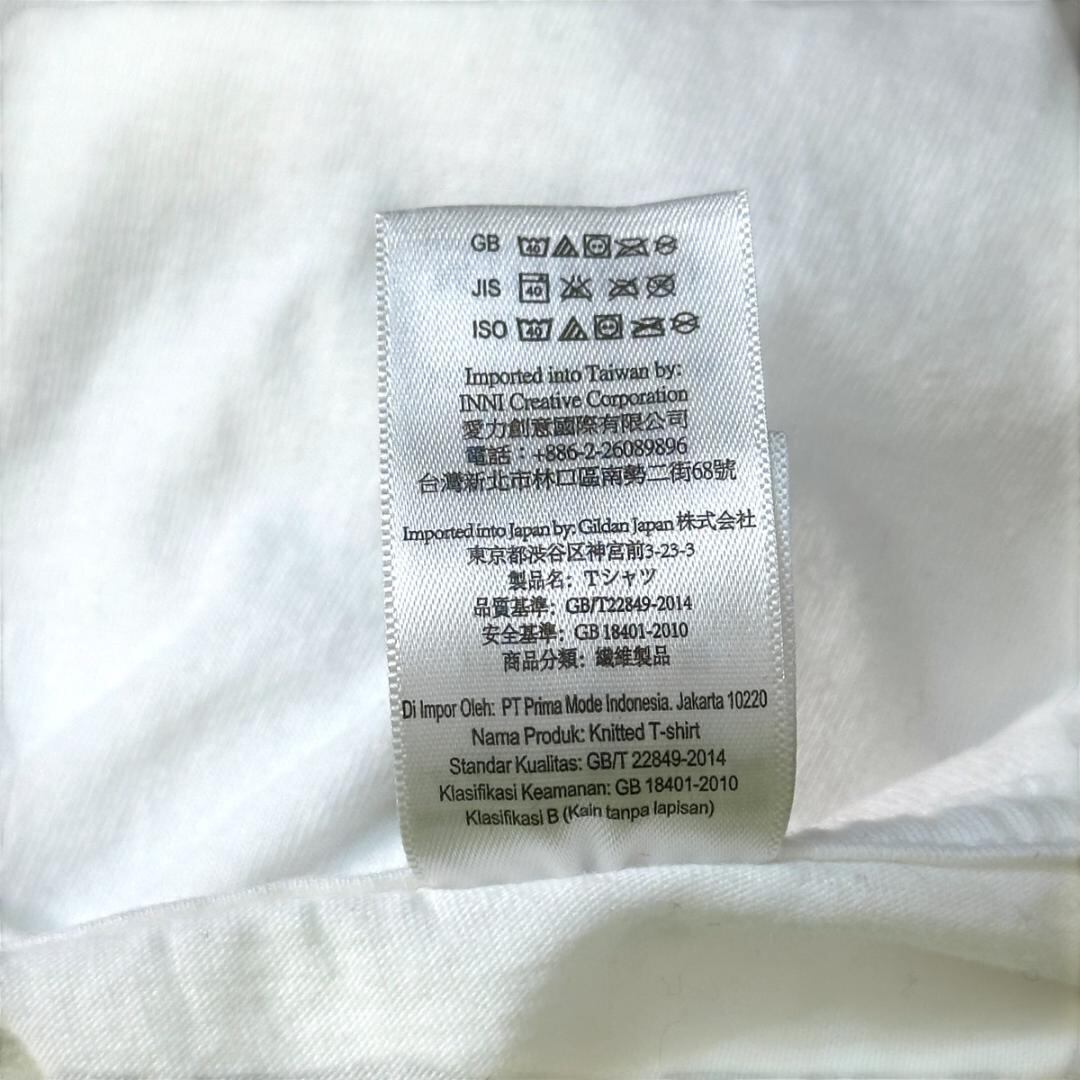 GB 40
JIS 40
ISO 40
Imported into Taiwan by:
INNI Creative Corporation
愛力創意國際有限公司
電話：+886-2-26089896
台灣新北市林口區南勢二街68號
Imported into Japan by: Gildan Japan 株式会社
東京都渋谷区神宮前3-23-3
製品名：Tシャツ
品質基準：GB/T22849-2014
安全基準：GB 18401-2010
商品分類：繊維製品
Di Impor Oleh: PT Prima Mode Indonesia. Jakarta 10220
Nama Produk: Knitted T-shirt
Standar Kualitas: GB/T 22849-2014
Klasifikasi Keamanan: GB 18401-2010
Klasifikasi B (Kain tanpa lapisan)